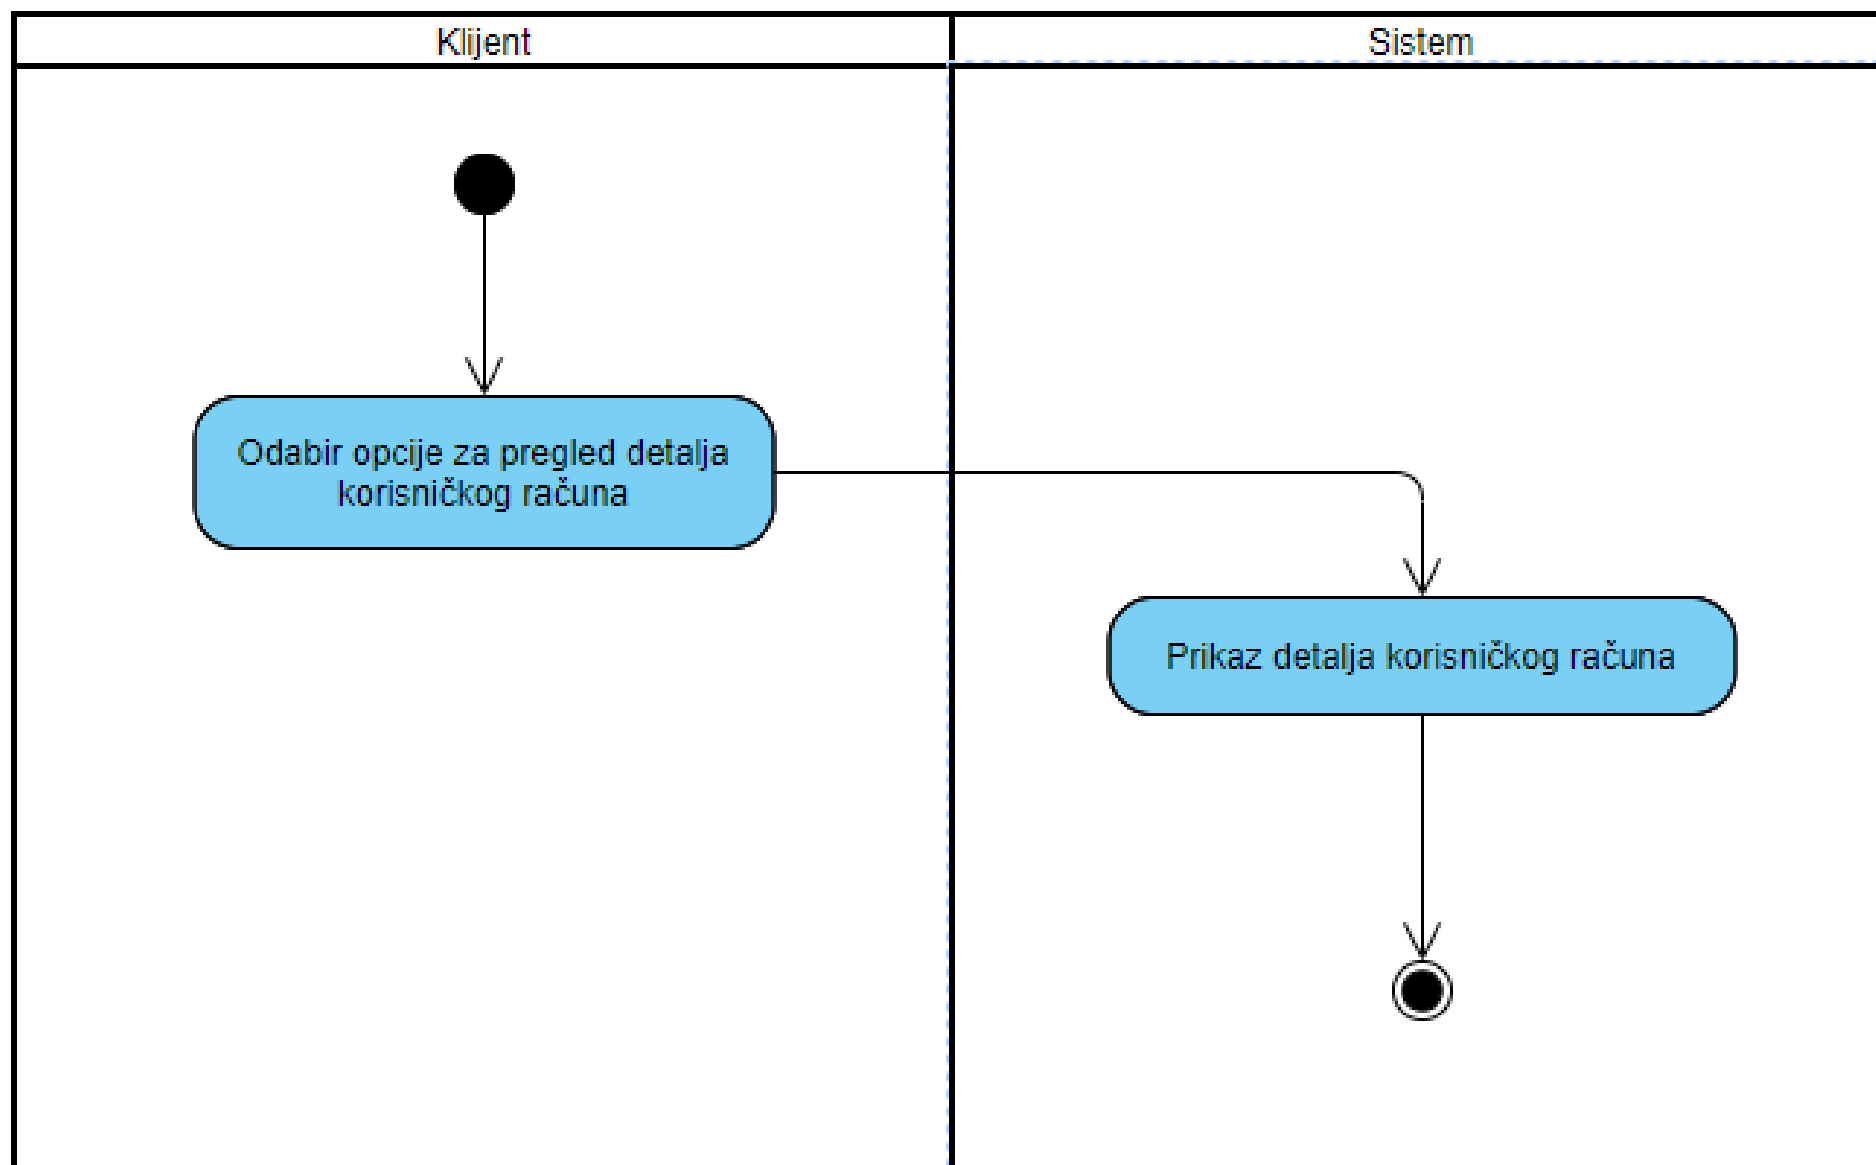 Klijent
Sistem
Odabir opcije za pregled detalja
korisničkog računa
Prikaz detalja korisničkog računa